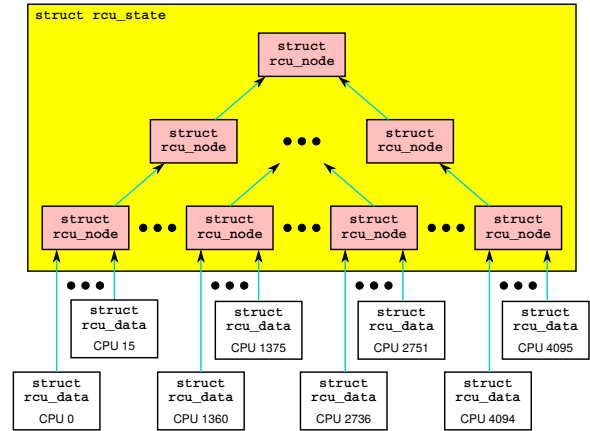 struct rcu_state
struct
rcu_node
struct
rcu_node
struct
rcu_node
struct
rcu_node
struct
rcu_node
struct
rcu_node
struct
rcu_node
struct
rcu_data
CPU 15
struct
rcu_data
CPU 1375
struct
rcu_data
CPU 2751
struct
rcu_data
CPU 4095
struct
rcu_data
CPU 0
struct
rcu_data
CPU 1360
struct
rcu_data
CPU 2736
struct
rcu_data
CPU 4094